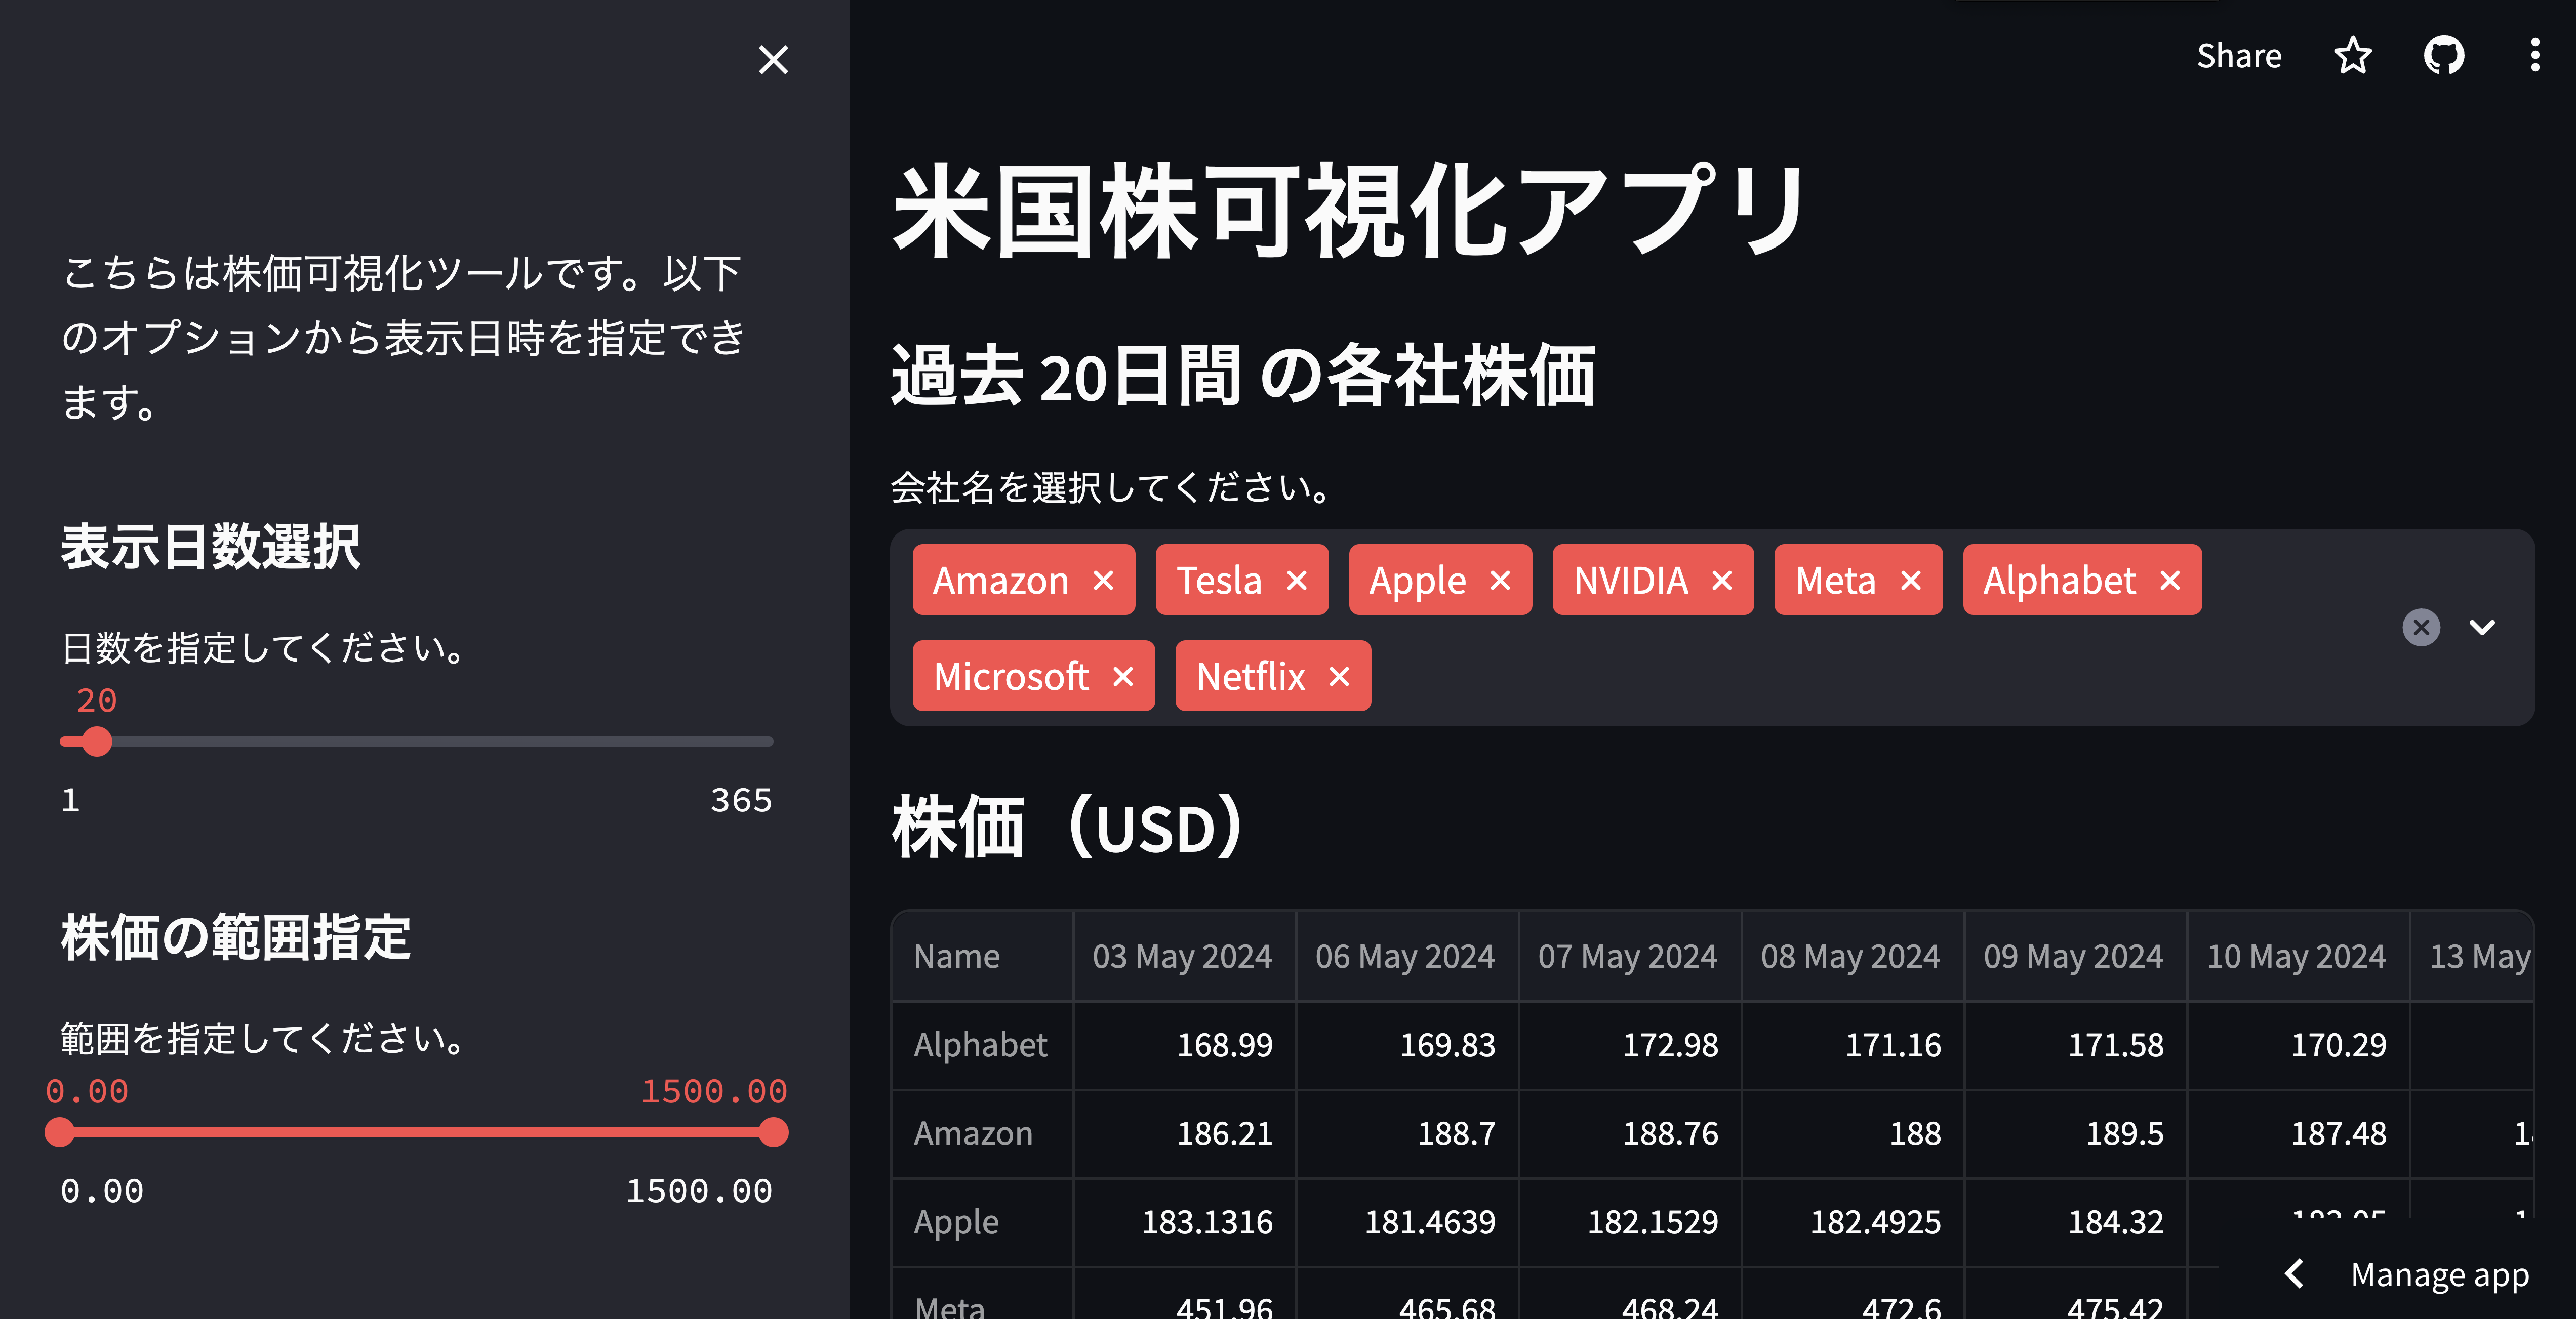 こちらは株価可視化ツールです。以下
のオプションから表示日時を指定でき
ます。
表示日数選択
日数を指定してください。
20
1 365
株価の範囲指定
範囲を指定してください。
0.00 1500.00
0.00 1500.00
Share
米国株可視化アプリ
過去 20日間 の各社株価
会社名を選択してください。
Amazon Tesla Apple NVIDIA Meta Alphabet
Microsoft Netflix
株価（USD）
Name 03 May 2024 06 May 2024 07 May 2024 08 May 2024 09 May 2024 10 May 2024 13 May
Alphabet 168.99 169.83 172.98 171.16 171.58 170.29
Amazon 186.21 188.7 188.76 188 189.5 187.48
Apple 183.1316 181.4639 182.1529 182.4925 184.32
Meta 451.96 465.68 468.24 472.6 475.42
Manage app